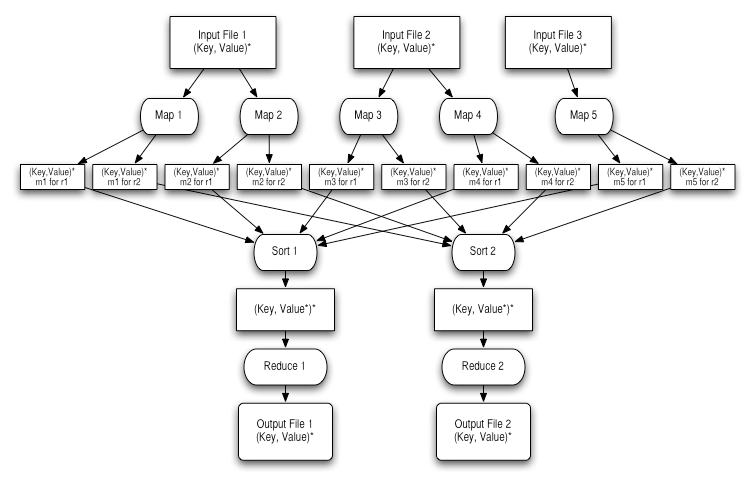 Input File 1
(Key, Value)*
Input File 2
(Key, Value)*
Input File 3
(Key, Value)*
Map 1
Map 2
Map 3
Map 4
Map 5
(Key,Value)*
m1 for r1
(Key,Value)*
m1 for r2
(Key,Value)*
m2 for r1
(Key,Value)*
m2 for r2
(Key,Value)*
m3 for r1
(Key,Value)*
m3 for r2
(Key,Value)*
m4 for r1
(Key,Value)*
m4 for r2
(Key,Value)*
m5 for r1
(Key,Value)*
m5 for r2
Sort 1
Sort 2
(Key, Value*)*
(Key, Value*)*
Reduce 1
Reduce 2
Output File 1
(Key, Value)*
Output File 2
(Key, Value)*